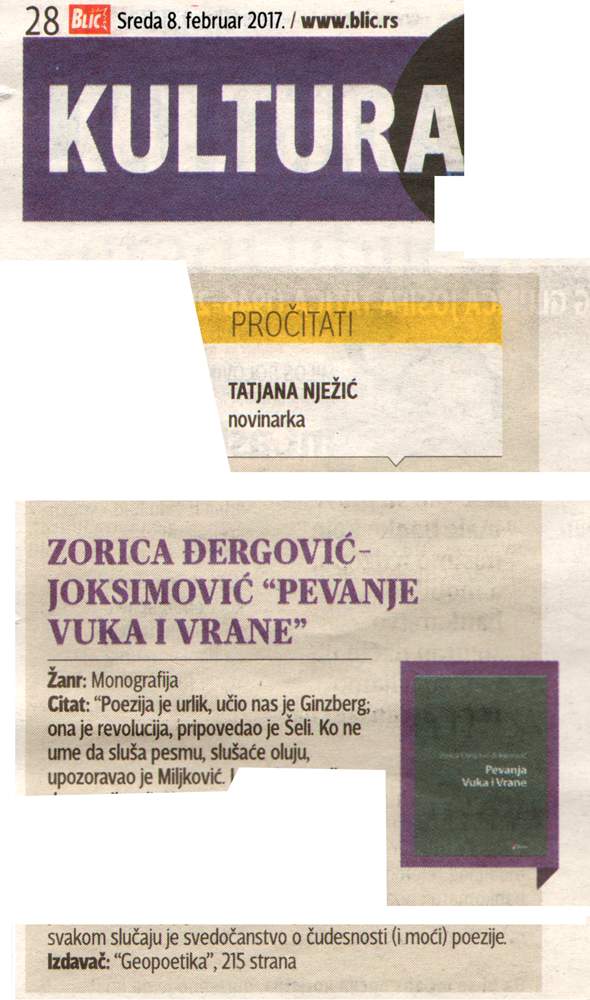 28 BLIC Sreda 8. februar 2017. / www.blic.rs
KULTURA
PROČITATI
TATJANA NJEŽIĆ
novinarka
ZORICA ĐERGOVIĆ-
JOKSIMOVIĆ “PEVANJE
VUKA I VRANE”
Žanr: Monografija
Citat: “Poezija je urlik, učio nas je Ginzberg;
ona je revolucija, pripovedao je Šeli. Ko ne
ume da sluša pesmu, slušaće oluju,
upozoravao je Miljković.
Zorica Đergović-Joksimović
Pevanja
Vuka i Vrane
svakom slučaju je svedočanstvo o čudesnosti (i moći) poezije.
Izdavač: “Geopoetika”, 215 strana